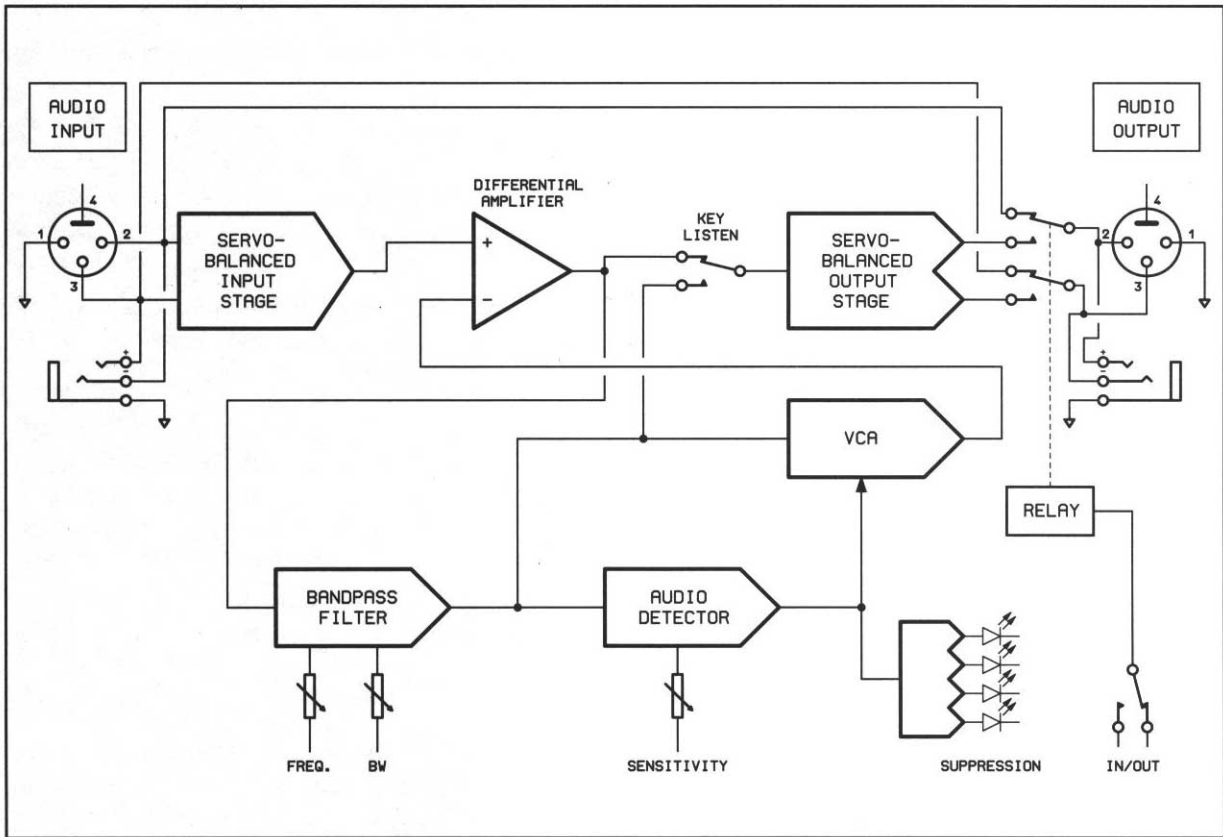 AUDIO
INPUT
AUDIO
OUTPUT
4
1
2
3
4
2
1
3
SERVO-
BALANCED
INPUT
STAGE
DIFFERENTIAL
AMPLIFIER
+
−
KEY
LISTEN
SERVO-
BALANCED
OUTPUT
STAGE
+
−
+
−
VCA
RELAY
BANDPASS
FILTER
AUDIO
DETECTOR
FREQ.
BW
SENSITIVITY
SUPPRESSION
IN/OUT